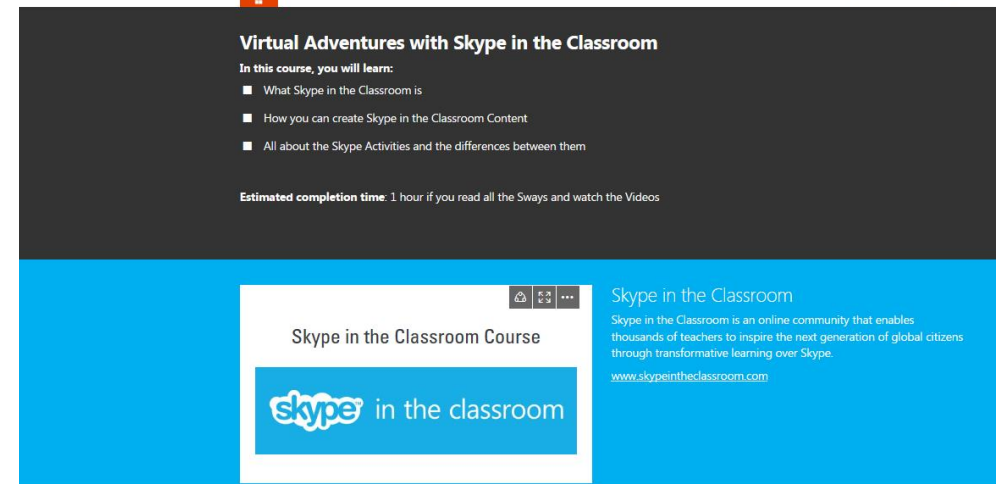 Virtual Adventures with Skype in the Classroom
In this course, you will learn:
What Skype in the Classroom is
How you can create Skype in the Classroom Content
All about the Skype Activities and the differences between them
Estimated completion time: 1 hour if you read all the Sways and watch the Videos
Skype in the Classroom Course
skype™ in the classroom
Skype in the Classroom
Skype in the Classroom is an online community that enables
thousands of teachers to inspire the next generation of global citizens
through transformative learning over Skype.
www.skypeintheclassroom.com